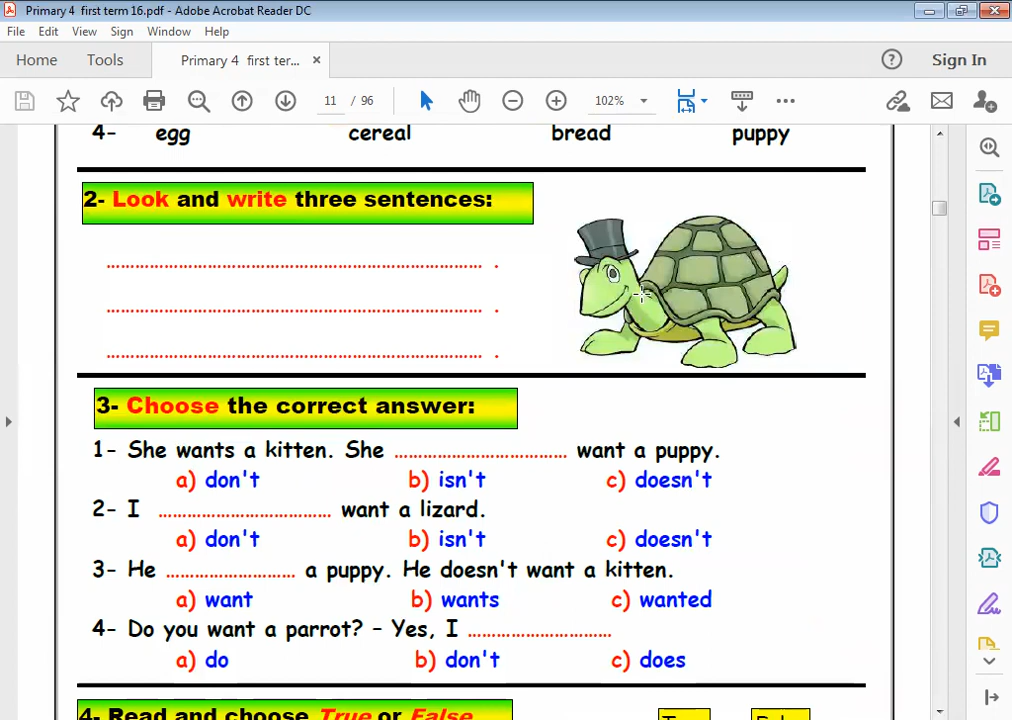 Primary 4 first term 16.pdf - Adobe Acrobat Reader DC
File Edit View Sign Window Help
Home Tools Primary 4 first ter... × Sign In
11 / 96 102%
4- egg cereal bread puppy
2- Look and write three sentences:
.......................................................... .
.......................................................... .
.......................................................... .
3- Choose the correct answer:
1- She wants a kitten. She ................................ want a puppy.
a) don't b) isn't c) doesn't
2- I ................................ want a lizard.
a) don't b) isn't c) doesn't
3- He ........................ a puppy. He doesn't want a kitten.
a) want b) wants c) wanted
4- Do you want a parrot? - Yes, I ..........................
a) do b) don't c) does
4- Read and choose True or False